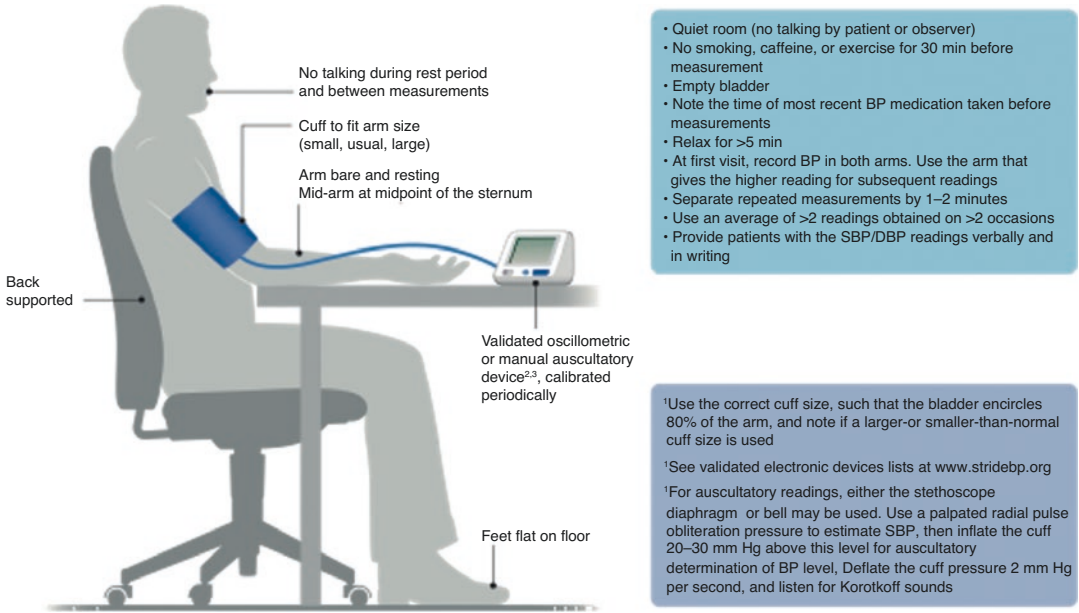 No talking during rest period
and between measurements
Cuff to fit arm size
(small, usual, large)
Arm bare and resting
Mid-arm at midpoint of the sternum
Back
supported
Validated oscillometric
or manual auscultatory
device2,3, calibrated
periodically
Feet flat on floor
• Quiet room (no talking by patient or observer)
• No smoking, caffeine, or exercise for 30 min before
measurement
• Empty bladder
• Note the time of most recent BP medication taken before
measurements
• Relax for >5 min
• At first visit, record BP in both arms. Use the arm that
gives the higher reading for subsequent readings
• Separate repeated measurements by 1–2 minutes
• Use an average of >2 readings obtained on >2 occasions
• Provide patients with the SBP/DBP readings verbally and
in writing
1Use the correct cuff size, such that the bladder encircles
80% of the arm, and note if a larger-or smaller-than-normal
cuff size is used
1See validated electronic devices lists at www.stridebp.org
1For auscultatory readings, either the stethoscope
diaphragm or bell may be used. Use a palpated radial pulse
obliteration pressure to estimate SBP, then inflate the cuff
20–30 mm Hg above this level for auscultatory
determination of BP level, Deflate the cuff pressure 2 mm Hg
per second, and listen for Korotkoff sounds